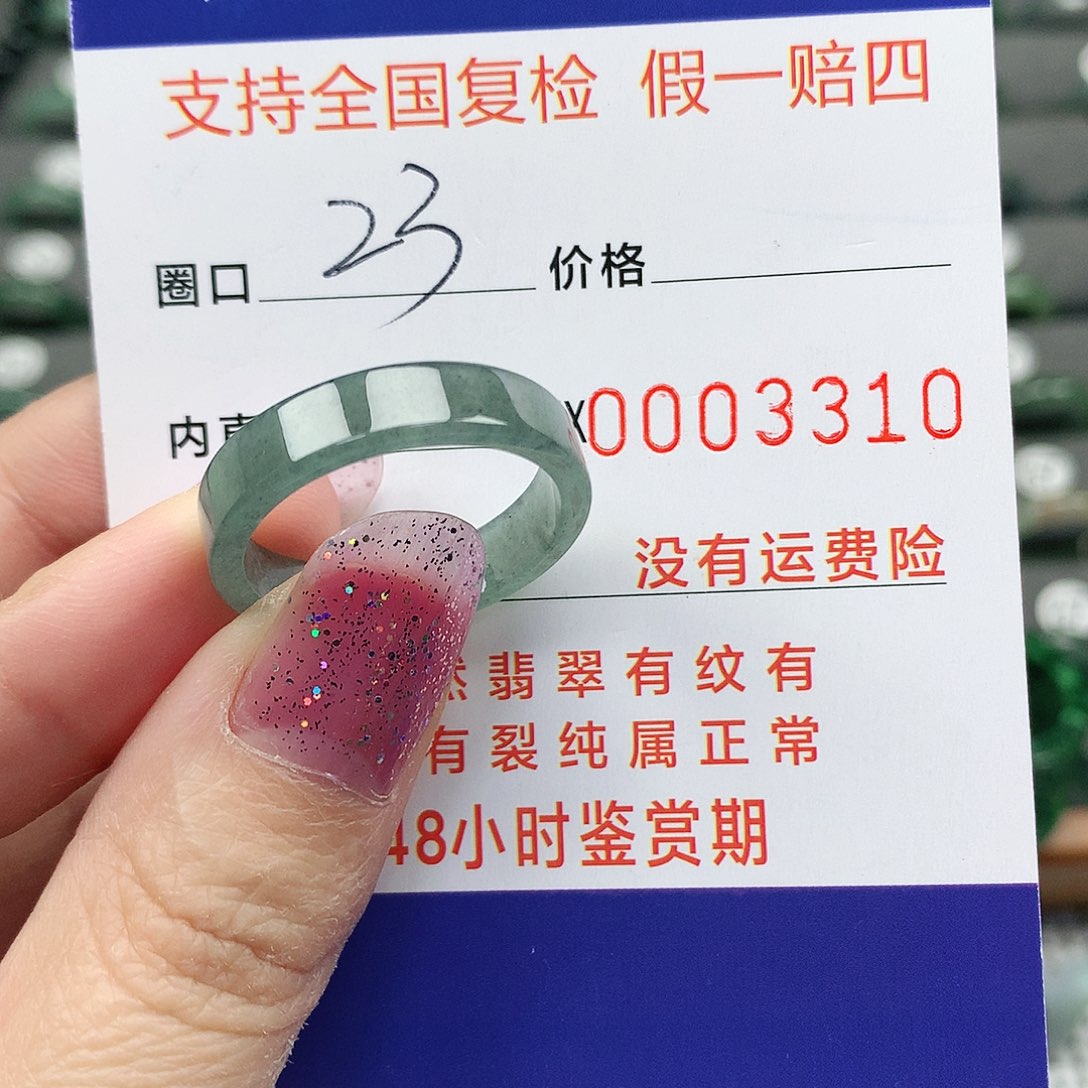 支持全国复检 假一赔四
圈口 23 价格
内 0003310
没有运费险
翡翠有纹有
有裂纯属正常
48小时鉴赏期